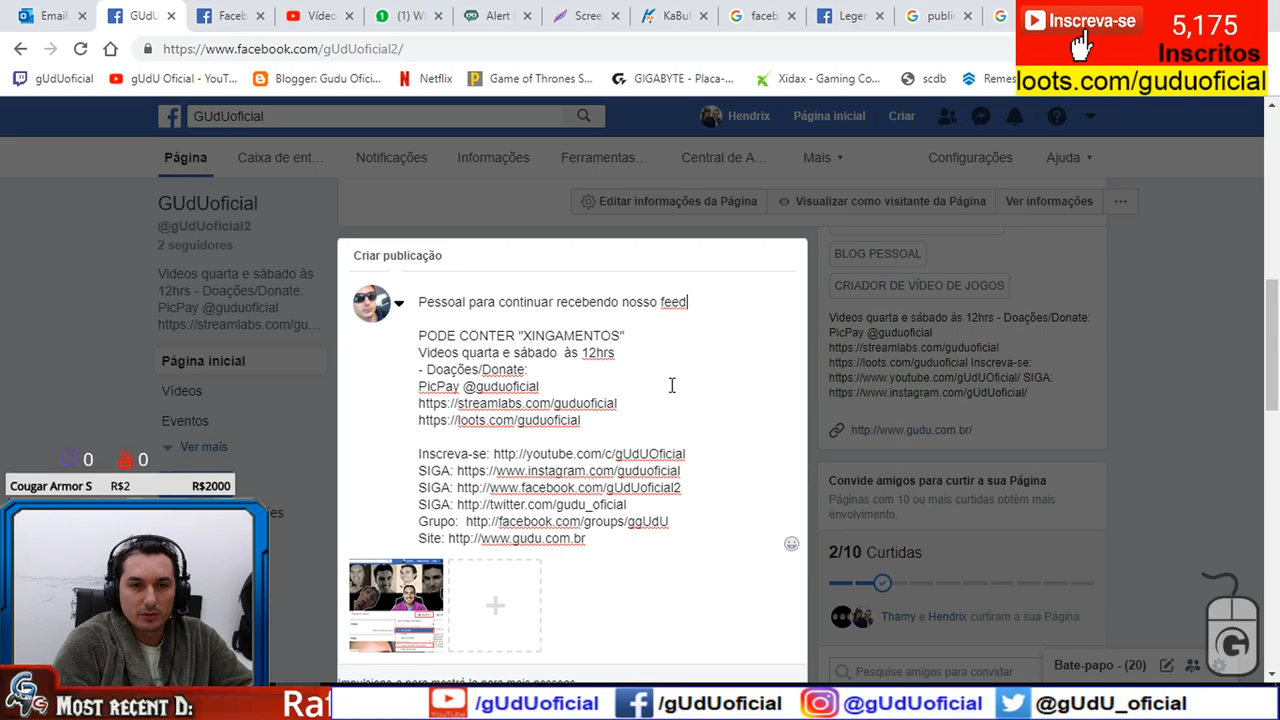 Email
GUdU
Faceb
Vídeo
(1) W
Alert
Scree
KaBu
faceb
Leger
public
Inscreva-se
5,175
Inscritos
loots.com/guduoficial
https://www.facebook.com/gUdUoficial2/
gUdUoficial
gUdU Oficial - YouT...
Blogger: Gudu Ofici...
Netflix
Game of Thrones S...
GIGABYTE - Placa-...
Xidax - Gaming Co...
scdb
Remes
GUdUoficial
Hendrix
Página inicial
Criar
Página
Caixa de ent...
Notificações
Informações
Ferramentas...
Central de A...
Mais
Configurações
Ajuda
GUdUoficial
@gUdUoficial2
2 seguidores
Videos quarta e sábado às
12hrs - Doações/Donate:
PicPay @guduoficial
https://streamlabs.com/gu...
Página inicial
Vídeos
Eventos
Ver mais
Editar informações da Página
Visualizar como visitante da Página
Ver informações
...
Criar publicação
Pessoal para continuar recebendo nosso feed
PODE CONTER "XINGAMENTOS"
Videos quarta e sábado  às 12hrs
- Doações/Donate:
PicPay @guduoficial
https://streamlabs.com/guduoficial
https://loots.com/guduoficial
Inscreva-se: http://youtube.com/c/gUdUOficial
SIGA: https://www.instagram.com/guduoficial
SIGA: http://www.facebook.com/gUdUoficial2
SIGA: http://twitter.com/gudu_oficial
Grupo:  http://facebook.com/groups/ggUdU
Site: http://www.gudu.com.br
BLOG PESSOAL
CRIADOR DE VÍDEO DE JOGOS
Videos quarta e sábado às 12hrs - Doações/Donate:
PicPay @guduoficial
https://streamlabs.com/guduoficial
https://loots.com/guduoficial Inscreva-se:
https://www.youtube.com/gUdUOficial/ SIGA:
https://www.instagram.com/gUdUoficial/
http://www.gudu.com.br/
Convide amigos para curtir a sua Página
Páginas com 10 ou mais curtidas obtêm mais
envolvimento.
2/10 Curtidas
Thamy e Hendrix curtiram a sua Página
Pesquise amigos para convidar
Bate-papo - (20)
0
0
Cougar Armor S
R$2
R$2000
Most recent D:
Rat
/gUdUoficial
/gUdUoficial
@gUdUoficial
@gUdU_oficial